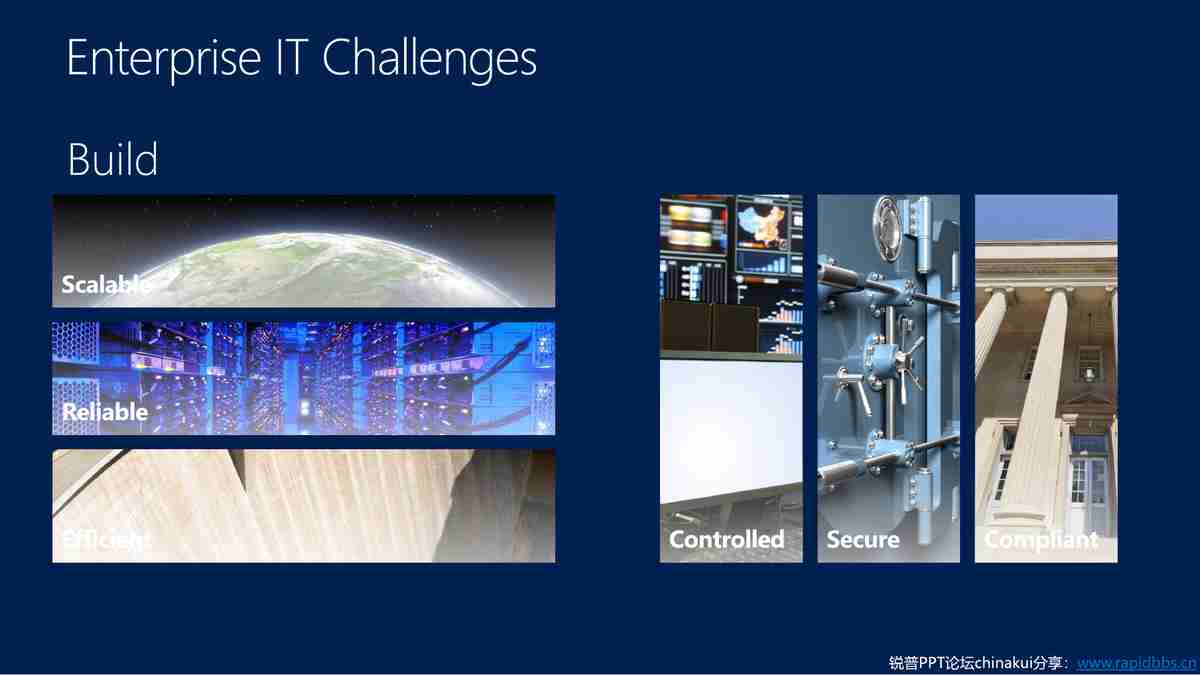 Enterprise IT Challenges
Build
Scalable
Reliable
Efficient
Controlled
Secure
Compliant
锐普PPT论坛chinakui分享：www.rapidbbs.cn